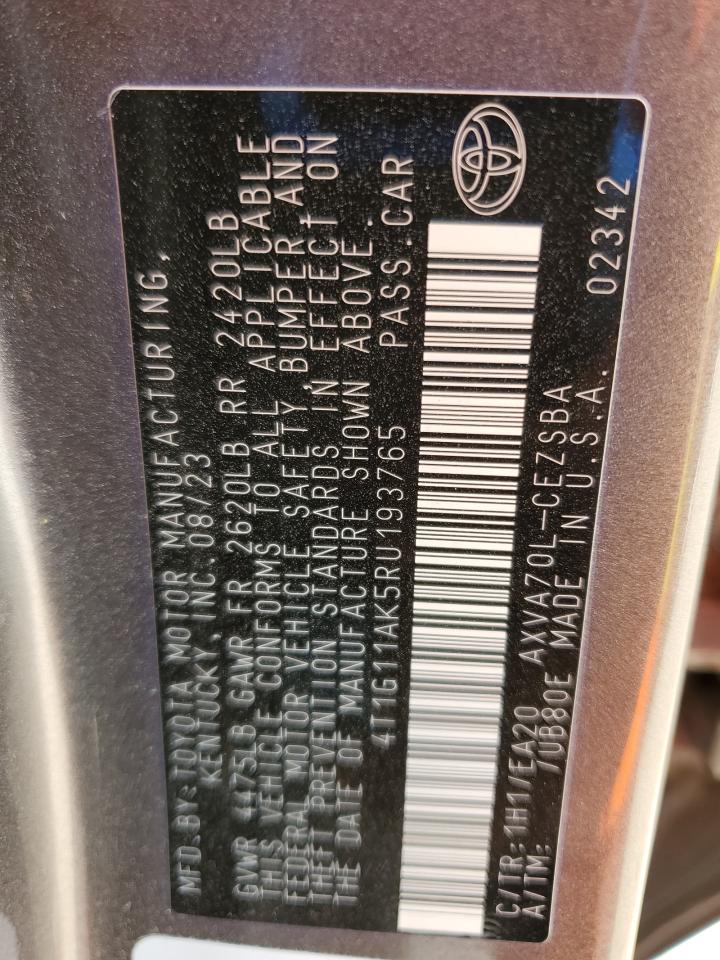 MFD.BY:TOYOTA MOTOR MANUFACTURING,
KENTUCKY, INC.08/23
GVWR 4475LB GAWR FR 2620LB RR 2420LB
THIS VEHICLE CONFORMS TO ALL APPLICABLE
FEDERAL MOTOR VEHICLE SAFETY, BUMPER AND
THEFT PREVENTION STANDARDS IN EFFECT ON
THE DATE OF MANUFACTURE SHOWN ABOVE.
4T1G11AK5RU193765 PASS.CAR
C/TR:1H1/EA20 AXVA70L-CEZSBA
A/TM: /UB80E MADE IN U.S.A. 02342